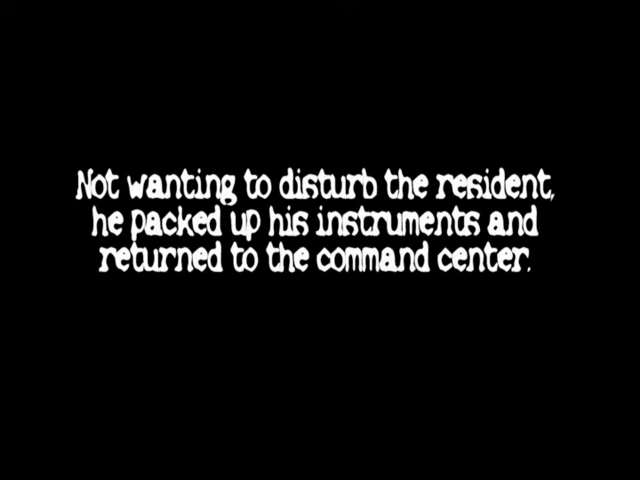 Not wanting to disturb the resident,
he packed up his instruments and
returned to the command center.